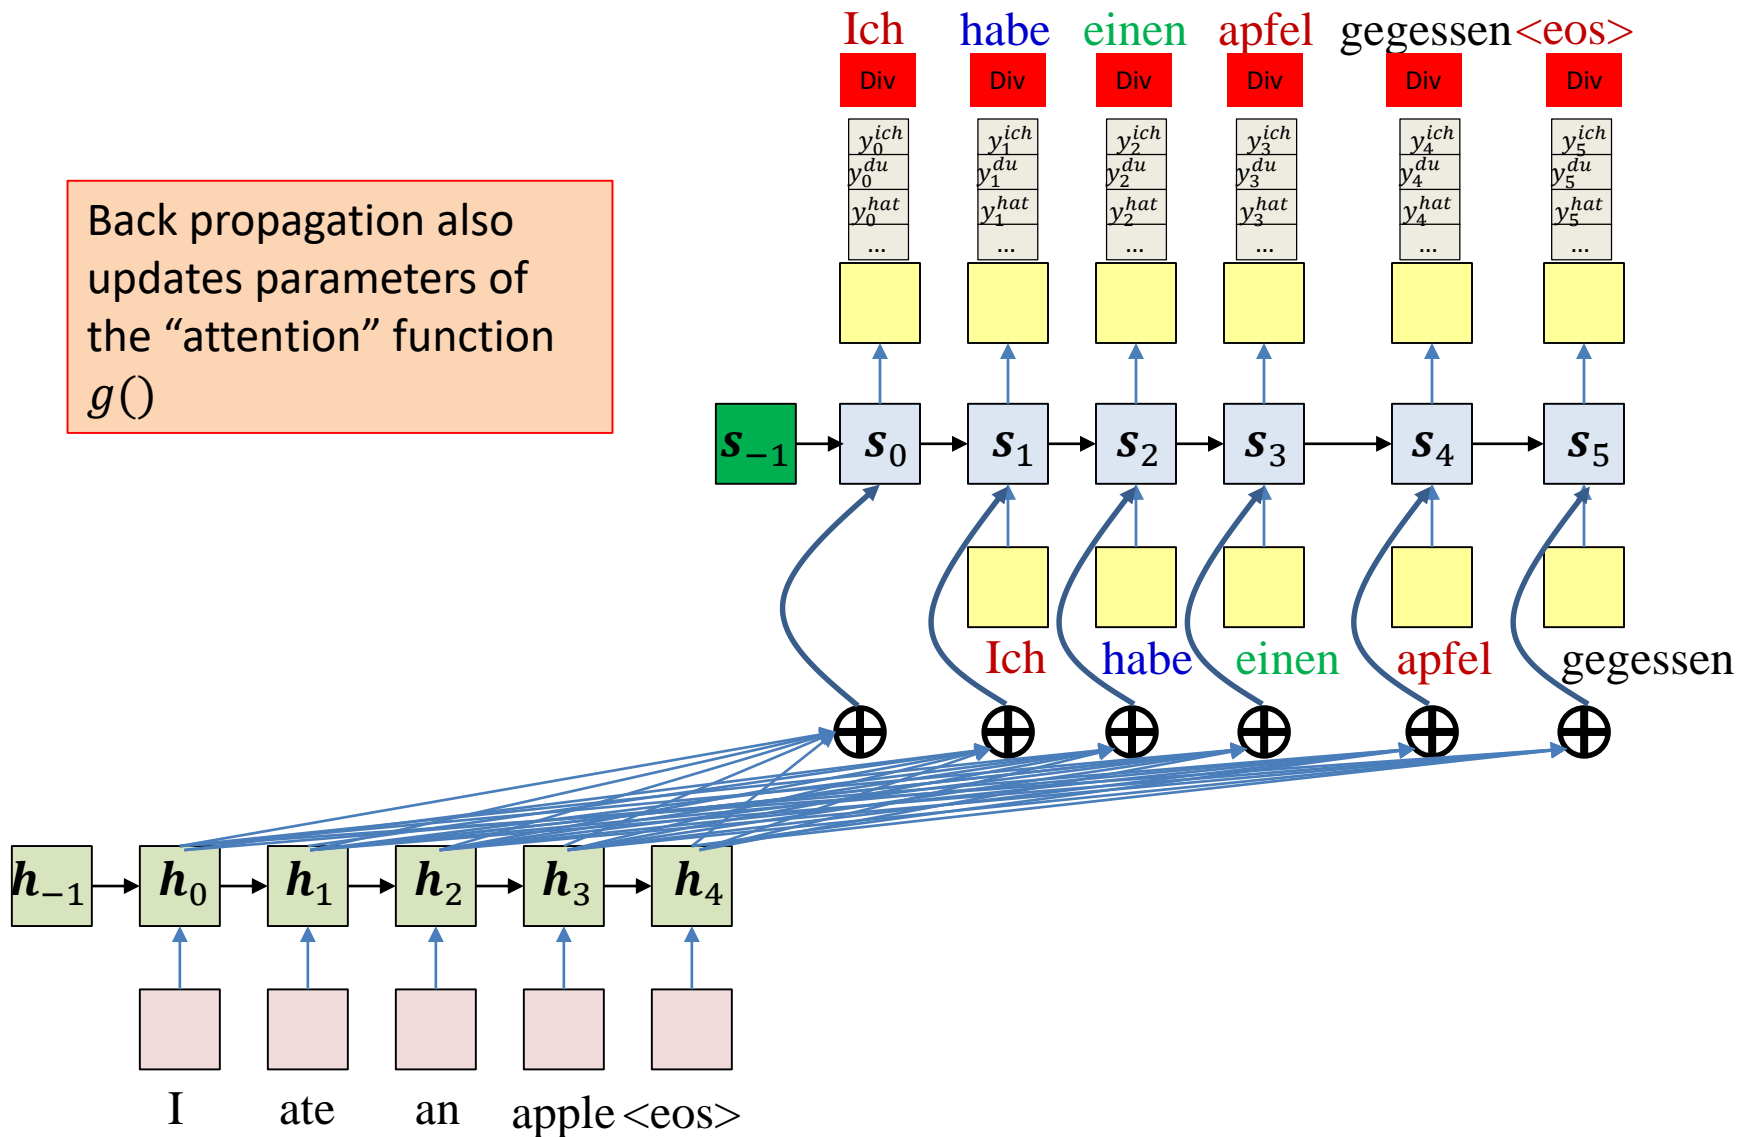 Ich habe einen apfel gegessen <eos>
Div Div Div Div Div Div
y_0^{ich} y_1^{ich} y_2^{ich} y_3^{ich} y_4^{ich} y_5^{ich}
y_0^{du} y_1^{du} y_2^{du} y_3^{du} y_4^{du} y_5^{du}
y_0^{hat} y_1^{hat} y_2^{hat} y_3^{hat} y_4^{hat} y_5^{hat}
... ... ... ... ... ...
Back propagation also
updates parameters of
the “attention” function
g()
s_{-1} s_0 s_1 s_2 s_3 s_4 s_5
Ich habe einen apfel gegessen
h_{-1} h_0 h_1 h_2 h_3 h_4
I ate an apple <eos>